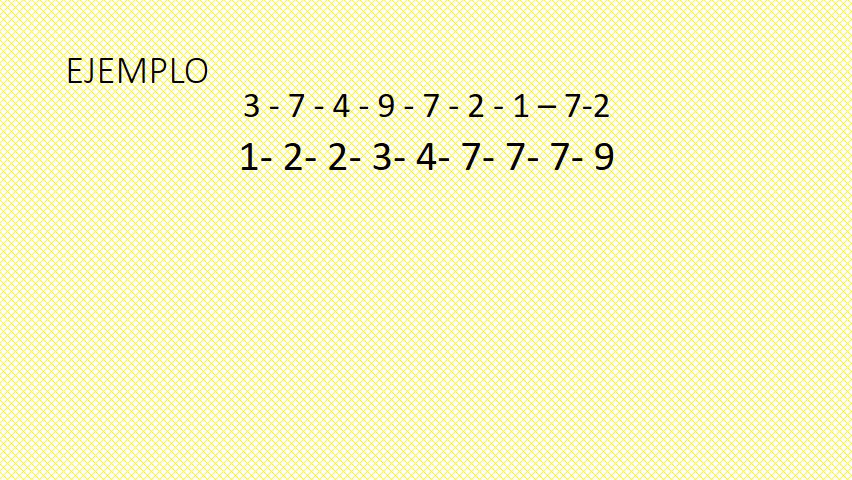 EJEMPLO
3 - 7 - 4 - 9 - 7 - 2 - 1 – 7-2
1- 2- 2- 3- 4- 7- 7- 7- 9